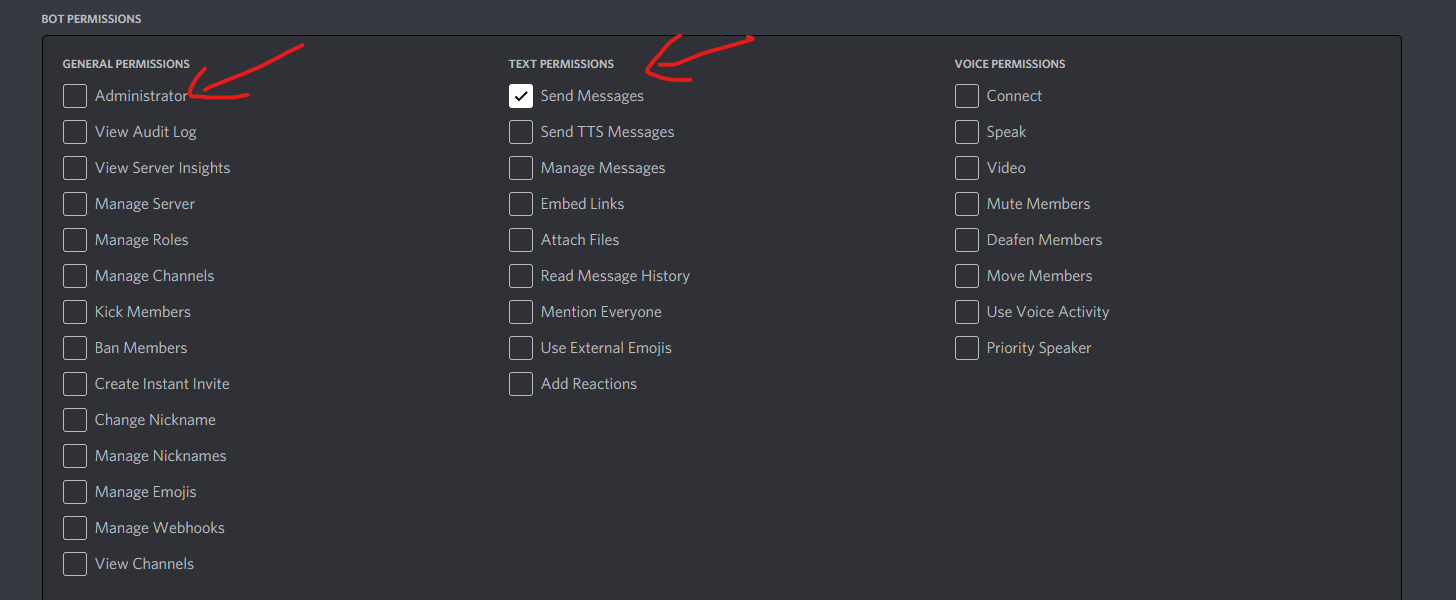 BOT PERMISSIONS
GENERAL PERMISSIONS
Administrator
View Audit Log
View Server Insights
Manage Server
Manage Roles
Manage Channels
Kick Members
Ban Members
Create Instant Invite
Change Nickname
Manage Nicknames
Manage Emojis
Manage Webhooks
View Channels
TEXT PERMISSIONS
Send Messages
Send TTS Messages
Manage Messages
Embed Links
Attach Files
Read Message History
Mention Everyone
Use External Emojis
Add Reactions
VOICE PERMISSIONS
Connect
Speak
Video
Mute Members
Deafen Members
Move Members
Use Voice Activity
Priority Speaker